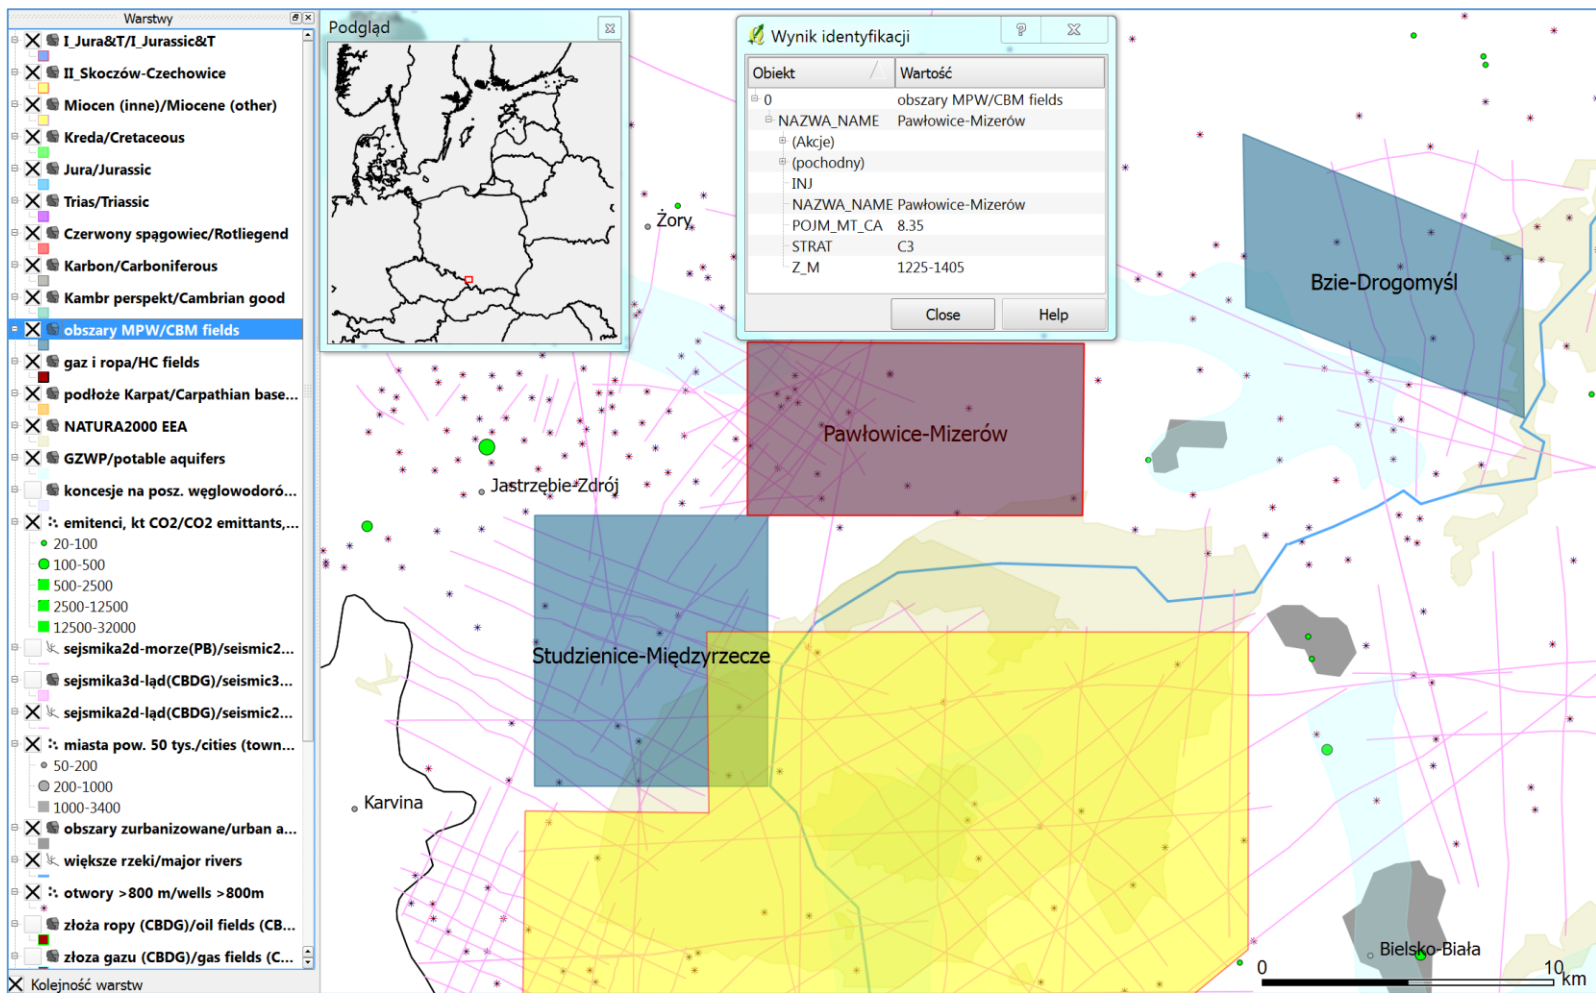 Warstwy
I_Jura&T/I_Jurassic&T
II_Skoczów-Czechowice
Miocen (inne)/Miocene (other)
Kreda/Cretaceous
Jura/Jurassic
Trias/Triassic
Czerwony spągowiec/Rotliegend
Karbon/Carboniferous
Kambr perspekt/Cambrian good
obszary MPW/CBM fields
gaz i ropa/HC fields
podłoże Karpat/Carpathian base...
NATURA2000 EEA
GZWP/potable aquifers
koncesje na posz. węglowodoró...
emitenci, kt CO2/CO2 emittants,...
20-100
100-500
500-2500
2500-12500
12500-32000
sejsmika2d-morze(PB)/seismic2...
sejsmika3d-ląd(CBDG)/seismic3...
sejsmika2d-ląd(CBDG)/seismic2...
miasta pow. 50 tys./cities (town...
50-200
200-1000
1000-3400
obszary zurbanizowane/urban a...
większe rzeki/major rivers
otwory >800 m/wells >800m
złoża ropy (CBDG)/oil fields (CB...
złoza gazu (CBDG)/gas fields (C...
Kolejność warstw
Podgląd
Wynik identyfikacji
Obiekt Wartość
0 obszary MPW/CBM fields
NAZWA_NAME Pawłowice-Mizerów
(Akcje)
(pochodny)
INJ
NAZWA_NAME Pawłowice-Mizerów
POJM_MT_CA 8.35
STRAT C3
Z_M 1225-1405
Close Help
Żory
Bzie-Drogomyśl
Pawłowice-Mizerów
Jastrzębie-Zdrój
Studzienice-Międzyrzecze
Karvina
Bielsko-Biała
0 10
km